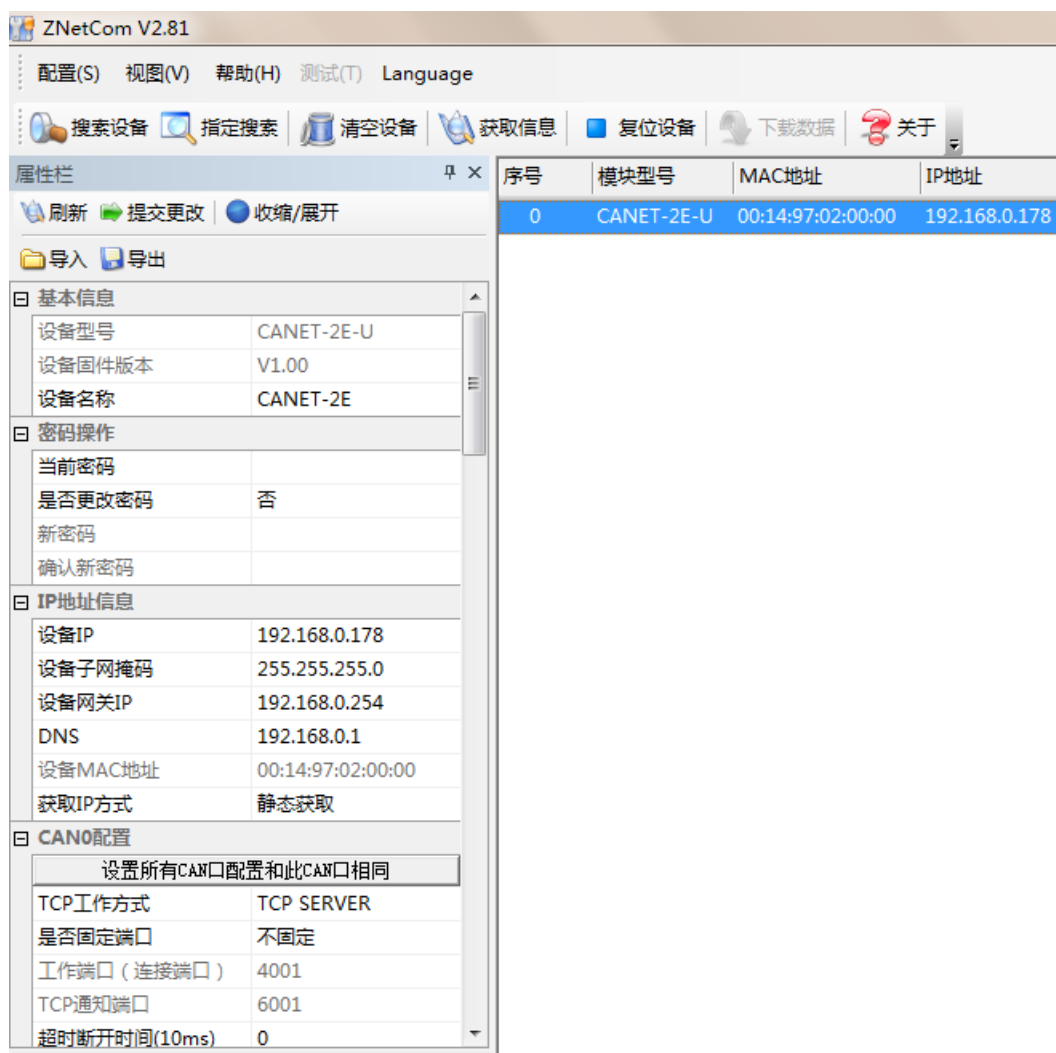 ZNetCom V2.81
配置(S) 视图(V) 帮助(H) 测试(T) Language
搜索设备 指定搜索 清空设备 获取信息 复位设备 下载数据 关于
属性栏
刷新 提交更改 收缩/展开
导入 导出
基本信息
设备型号 CANET-2E-U
设备固件版本 V1.00
设备名称 CANET-2E
密码操作
当前密码
是否更改密码 否
新密码
确认新密码
IP地址信息
设备IP 192.168.0.178
设备子网掩码 255.255.255.0
设备网关IP 192.168.0.254
DNS 192.168.0.1
设备MAC地址 00:14:97:02:00:00
获取IP方式 静态获取
CAN0配置
设置所有CAN口配置和此CAN口相同
TCP工作方式 TCP SERVER
是否固定端口 不固定
工作端口（连接端口） 4001
TCP通知端口 6001
超时断开时间(10ms) 0
序号 模块型号 MAC地址 IP地址
0 CANET-2E-U 00:14:97:02:00:00 192.168.0.178